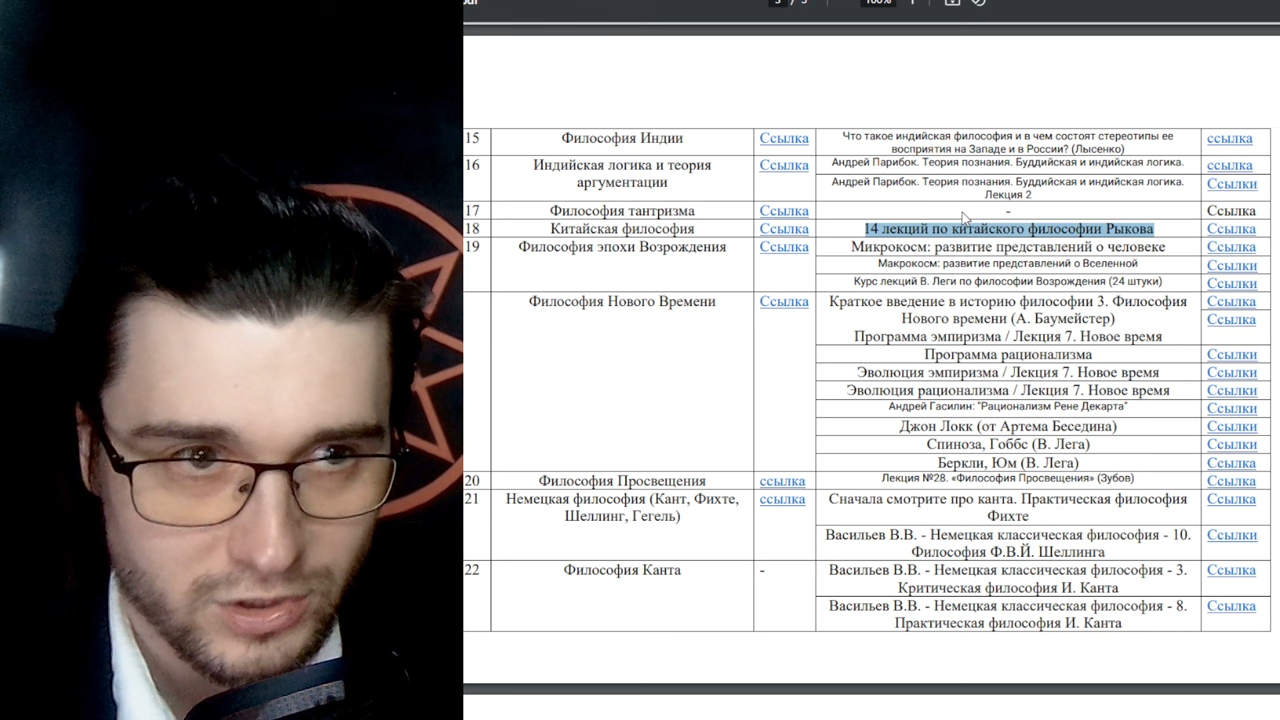 15 Философия Индии Ссылка Что такое индийская философия и в чем состоят стереотипы ее ссылка
восприятия на Западе и в России? (Лысенко)
16 Индийская логика и теория Ссылка Андрей Парибок. Теория познания. Буддийская и индийская логика. ссылка
аргументации Андрей Парибок. Теория познания. Буддийская и индийская логика. Ссылки
Лекция 2
17 Философия тантризма Ссылка - Ссылка
18 Китайская философия Ссылка 14 лекций по китайского философии Рыкова Ссылка
19 Философия эпохи Возрождения Ссылка Микрокосм: развитие представлений о человеке Ссылка
Макрокосм: развитие представлений о Вселенной Ссылки
Курс лекций В. Леги по философии Возрождения (24 штуки) Ссылки
Философия Нового Времени Ссылка Краткое введение в историю философии 3. Философия Ссылка
Нового времени (А. Баумейстер) Ссылка
Программа эмпиризма / Лекция 7. Новое время
Программа рационализма Ссылки
Эволюция эмпиризма / Лекция 7. Новое время Ссылки
Эволюция рационализма / Лекция 7. Новое время Ссылки
Андрей Гасилин: "Рационализм Рене Декарта" Ссылки
Джон Локк (от Артема Беседина) Ссылки
Спиноза, Гоббс (В. Лега) Ссылки
Беркли, Юм (В. Лега) Ссылка
20 Философия Просвещения ссылка Лекция №28. «Философия Просвещения» (Зубов) Ссылка
21 Немецкая философия (Кант, Фихте, ссылка Сначала смотрите про канта. Практическая философия Ссылка
Шеллинг, Гегель) Фихте
Васильев В.В. - Немецкая классическая философия - 10. Ссылки
Философия Ф.В.Й. Шеллинга
22 Философия Канта - Васильев В.В. - Немецкая классическая философия - 3. Ссылка
Критическая философия И. Канта
Васильев В.В. - Немецкая классическая философия - 8. Ссылка
Практическая философия И. Канта